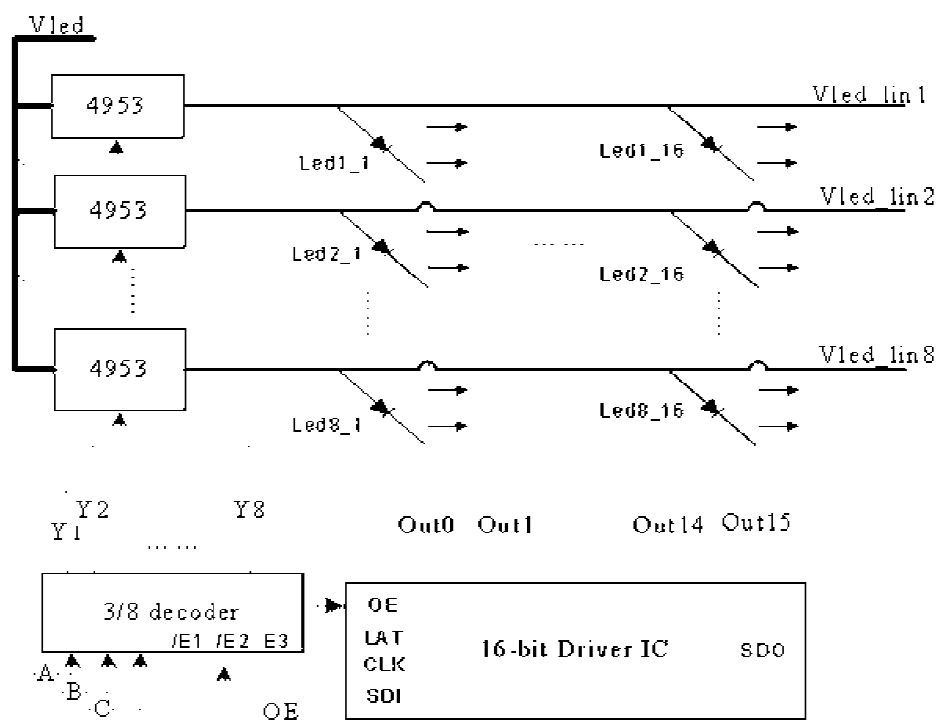 Vled
4953
Vled_lin1
Led1_1
Led1_16
4953
Vled_lin2
Led2_1
... ...
Led2_16
4953
Vled_lin8
Led8_1
Led8_16
Y1
Y2
Y8
... ...
Out0
Out1
Out14
Out15
3/8 decoder
/E1
/E2
E3
A
B
C
OE
OE
LAT
CLK
SDI
16-bit Driver IC
SDO